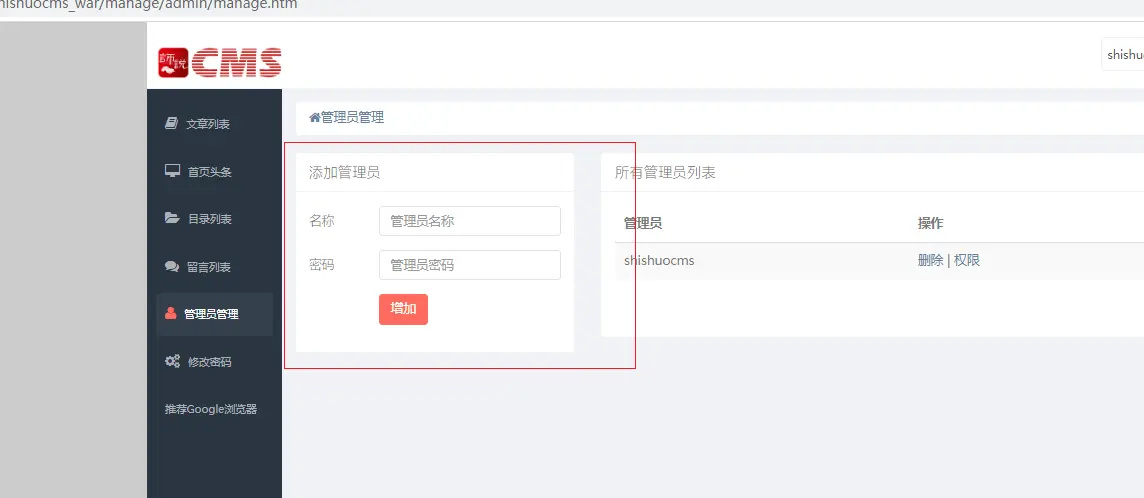 hishuocms_war/manage/admin/manage.htm
師說 CMS
shishuo
文章列表
首页头条
目录列表
留言列表
管理员管理
修改密码
推荐Google浏览器
管理员管理
添加管理员
名称 管理员名称
密码 管理员密码
增加
所有管理员列表
管理员 操作
shishuocms 删除 | 权限